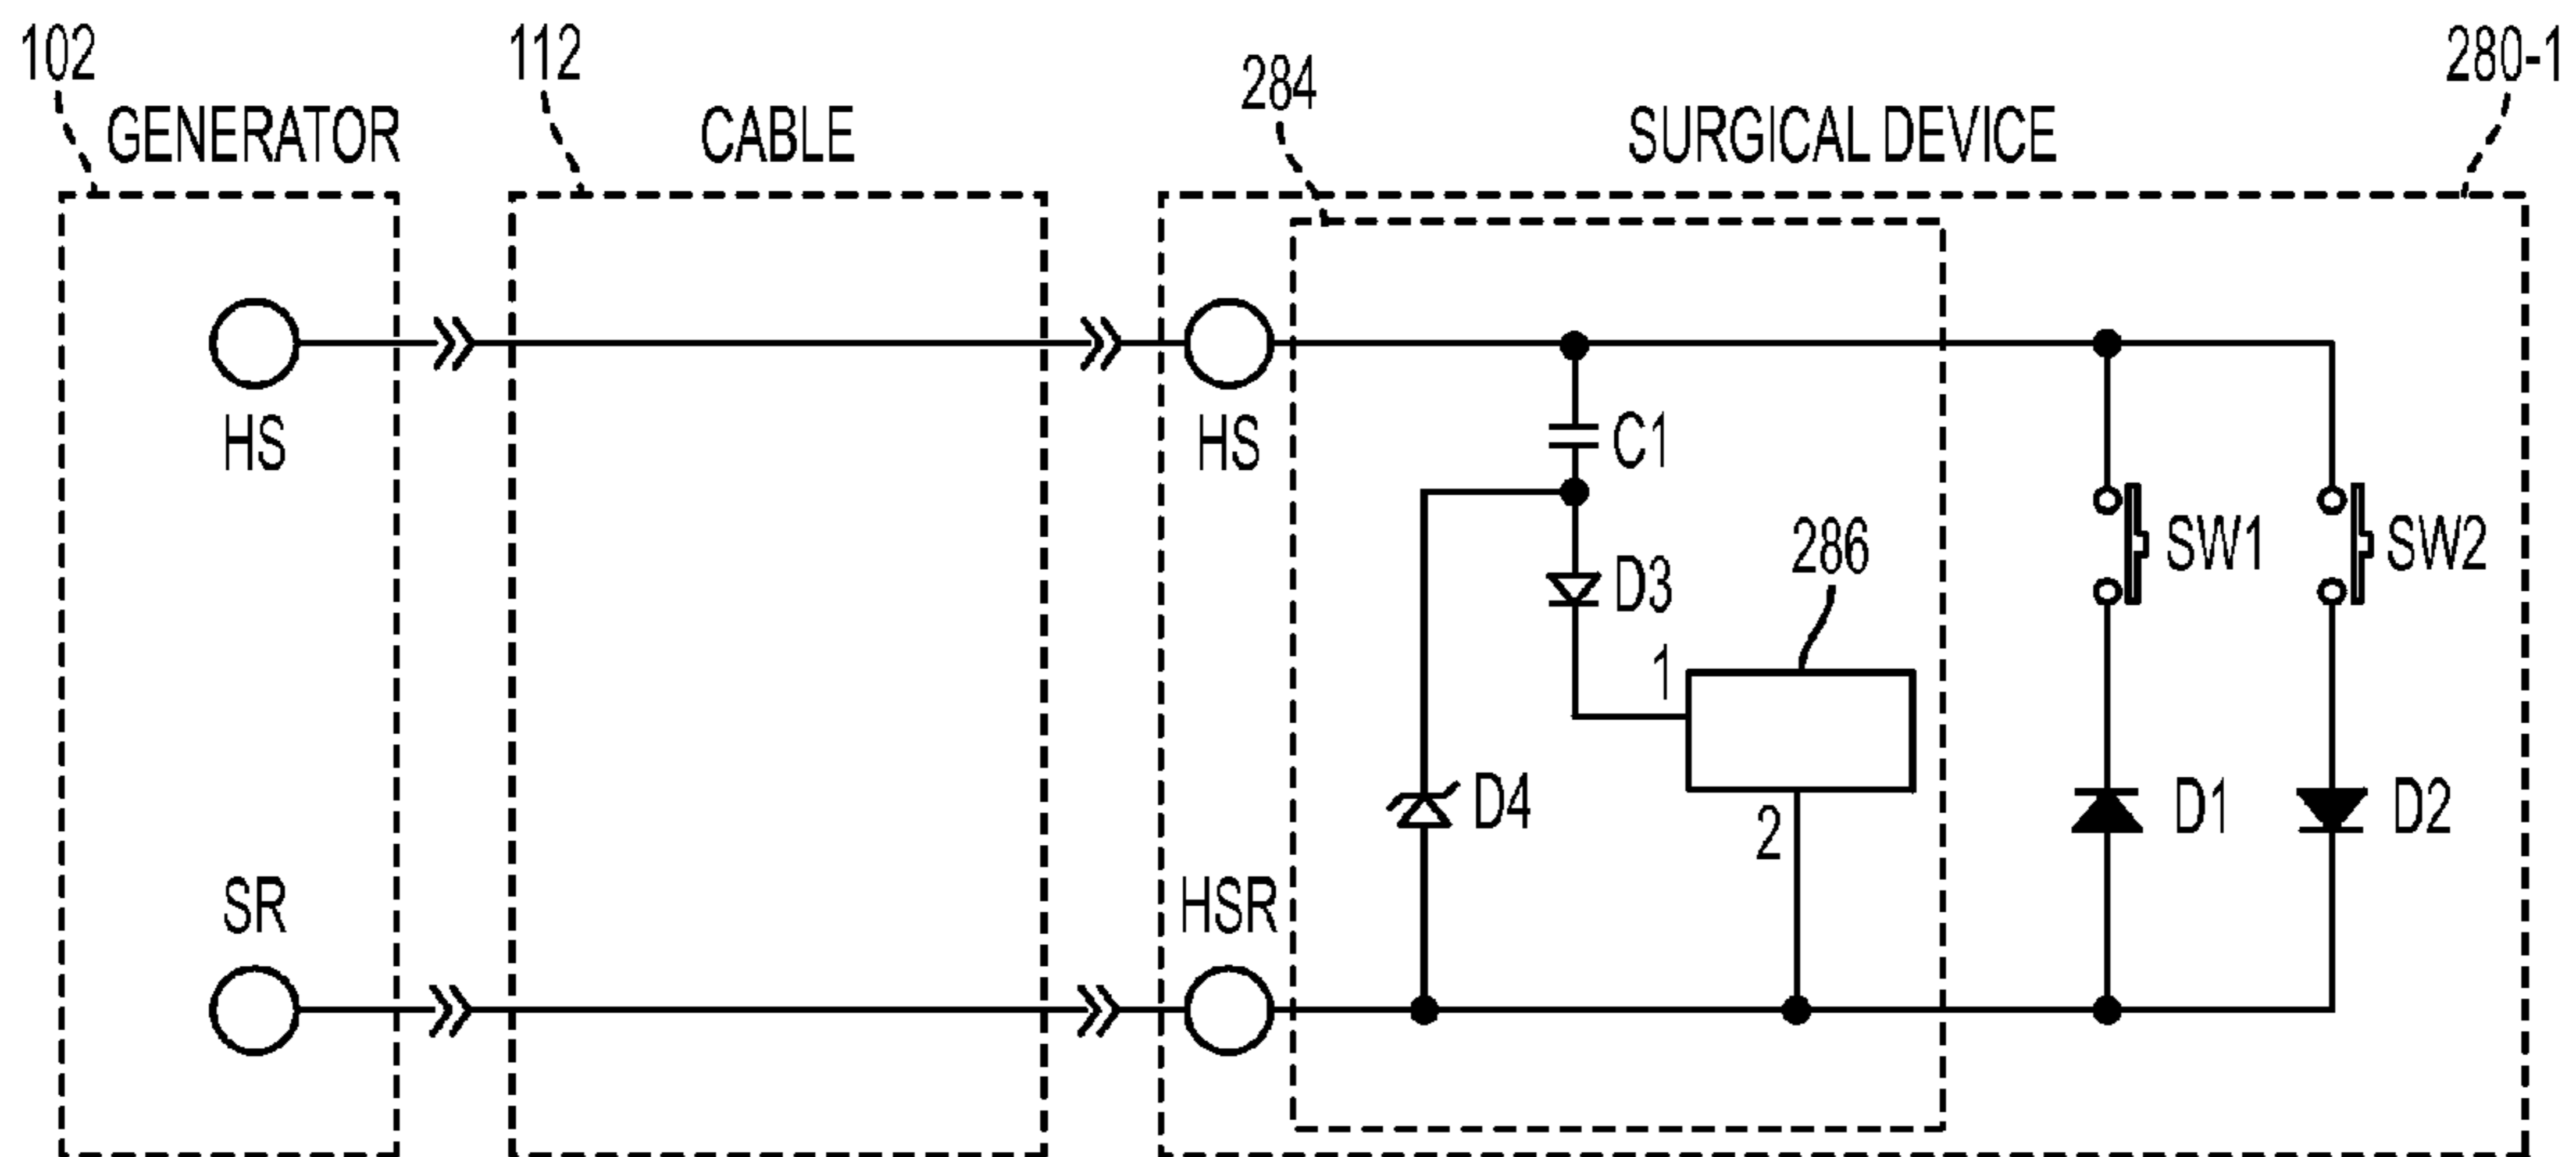 102
112
284
280-1
GENERATOR
CABLE
SURGICAL DEVICE
HS
HS
C1
D3
286
SW1
SW2
1
D4
2
D1
D2
SR
HSR